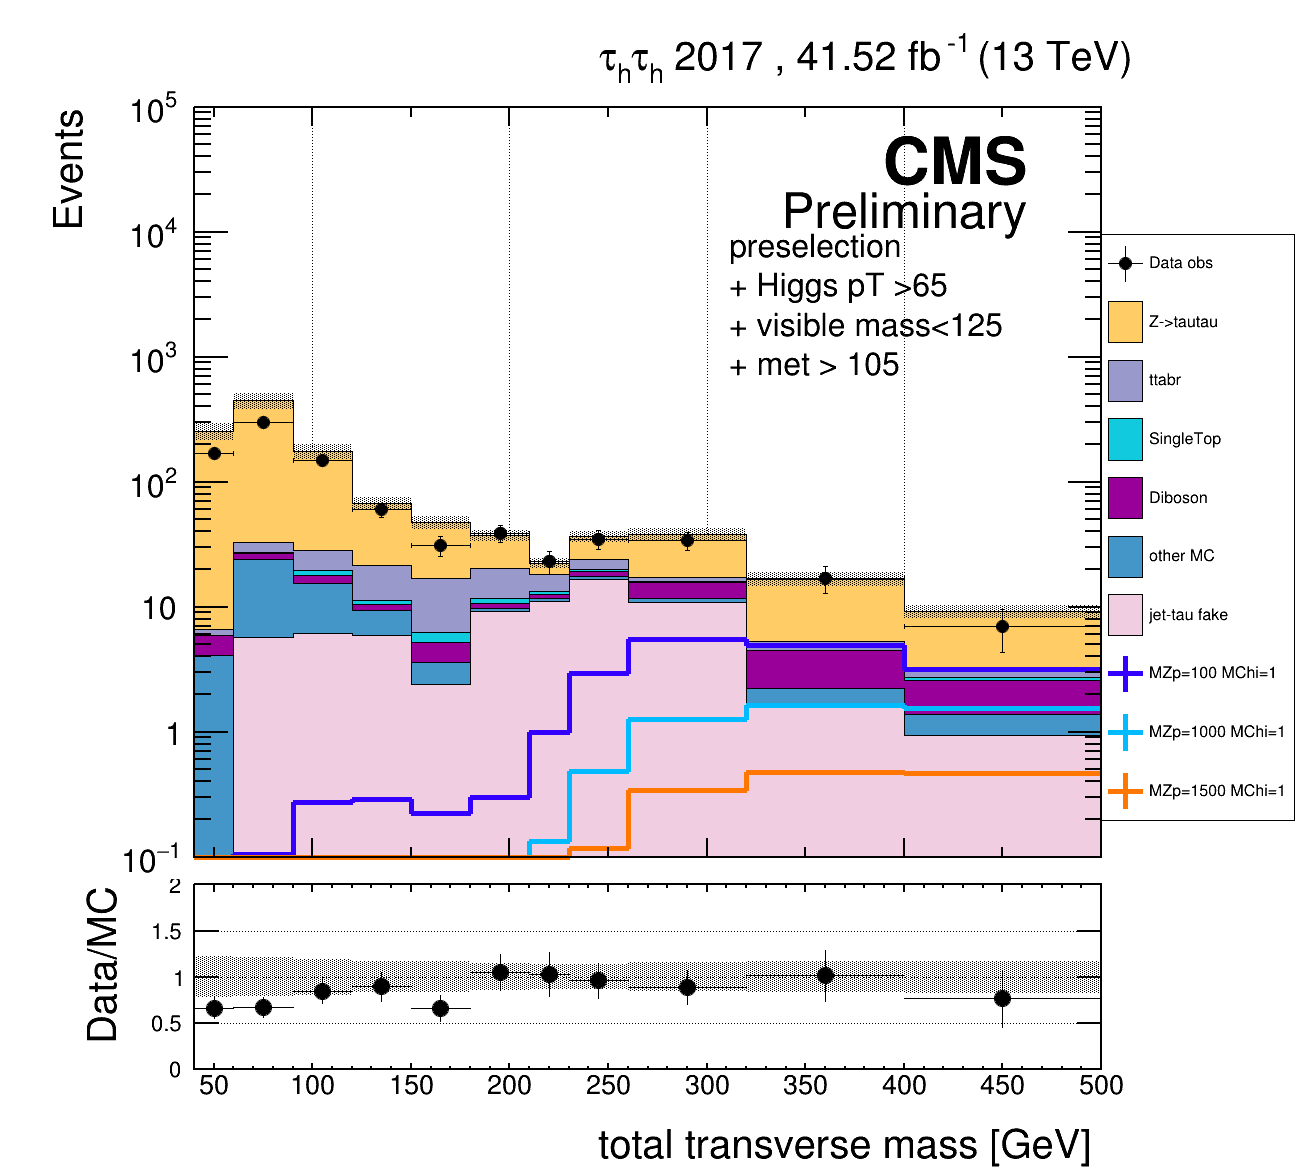 τhτh 2017 , 41.52 fb-1 (13 TeV)
Events
10^5
10^4
10^3
10^2
10
1
10^−1
CMS
Preliminary
preselection
+ Higgs pT >65
+ visible mass<125
+ met > 105
Data obs
Z->tautau
ttabr
SingleTop
Diboson
other MC
jet-tau fake
MZp=100 MChi=1
MZp=1000 MChi=1
MZp=1500 MChi=1
Data/MC
2
1.5
1
0.5
0
50 100 150 200 250 300 350 400 450 500
total transverse mass [GeV]